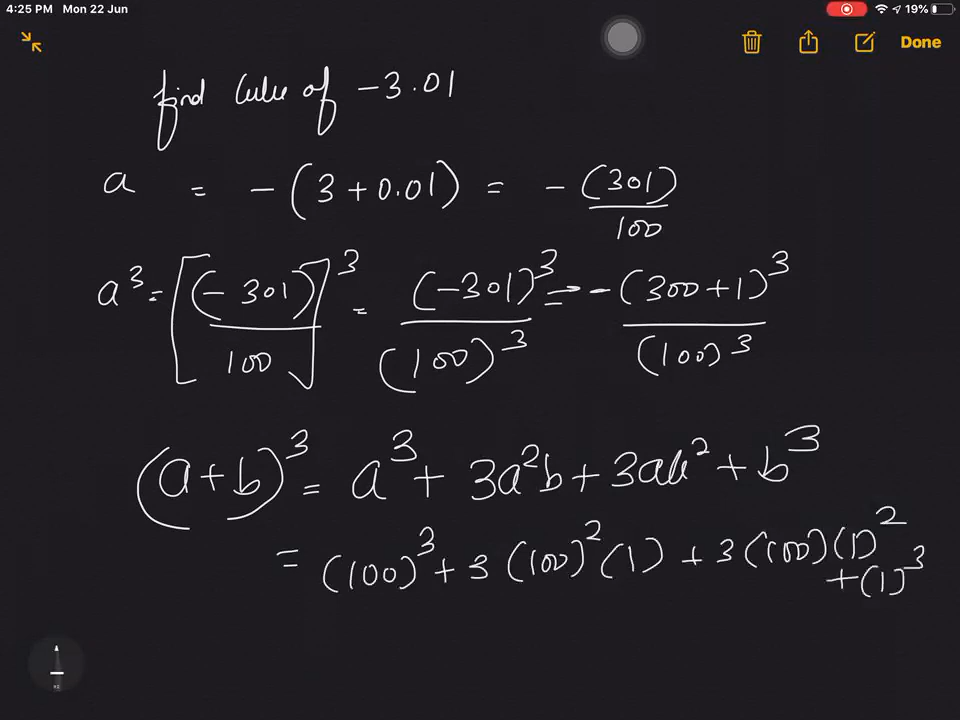 4:25 PM Mon 22 Jun 19%
Done
find cube of -3.01
a = -(3+0.01) = -(301)/100
a³ = [(-301)/100]³ = (-301)³/(100)³ = -(300+1)³/(100)³
(a+b)³ = a³ + 3a²b + 3ab² + b³
= (100)³ + 3(100)²(1) + 3(100)(1)²
+(1)³